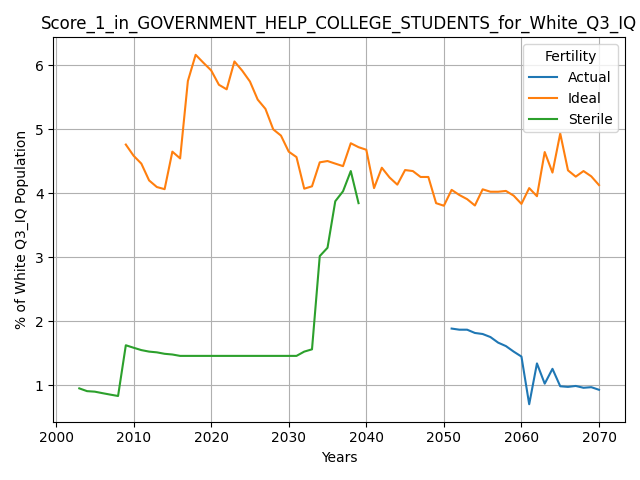 Score_1_in_GOVERNMENT_HELP_COLLEGE_STUDENTS_for_White_Q3_IQ
Fertility
Actual
Ideal
Sterile
% of White Q3_IQ Population
6
5
4
3
2
1
2000 2010 2020 2030 2040 2050 2060 2070
Years